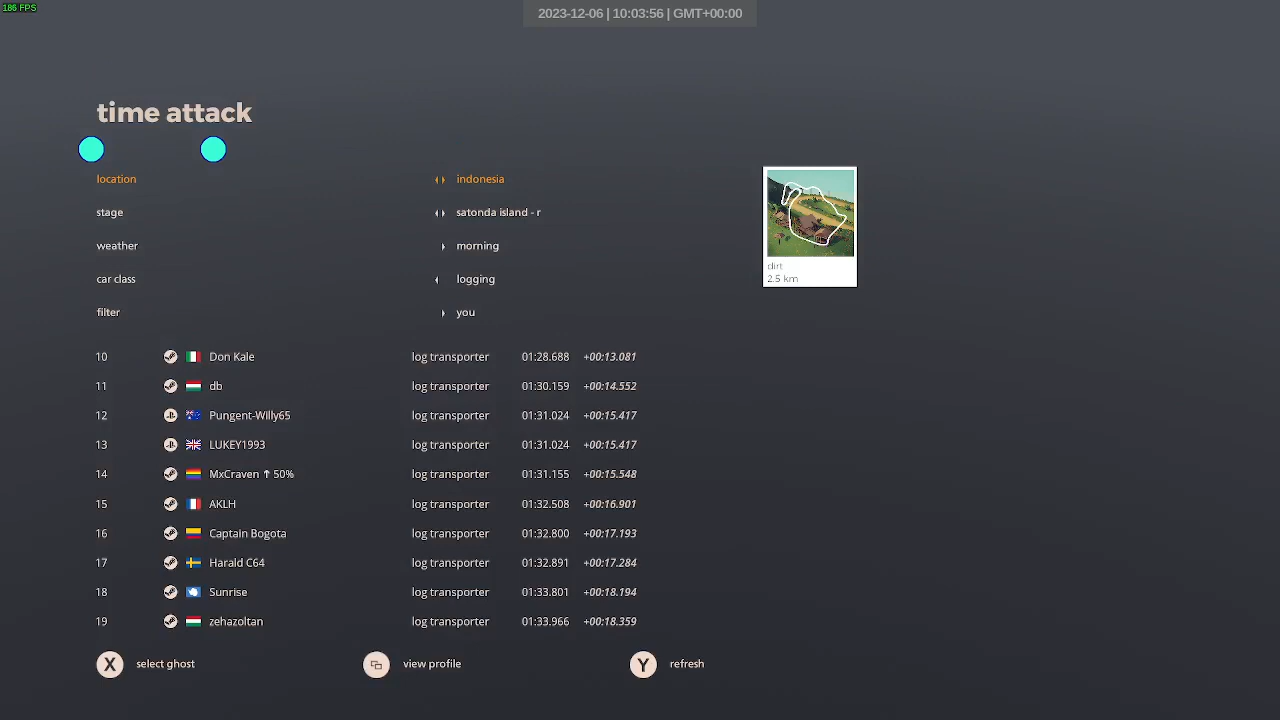 186 FPS
2023-12-06 | 10:03:56 | GMT+00:00
time attack
location indonesia
stage satonda island - r
weather morning
car class logging
filter you
dirt
2.5 km
10 Don Kale log transporter 01:28.688 +00:13.081
11 db log transporter 01:30.159 +00:14.552
12 Pungent-Willy65 log transporter 01:31.024 +00:15.417
13 LUKEY1993 log transporter 01:31.024 +00:15.417
14 MxCraven ↑ 50% log transporter 01:31.155 +00:15.548
15 AKLH log transporter 01:32.508 +00:16.901
16 Captain Bogota log transporter 01:32.800 +00:17.193
17 Harald C64 log transporter 01:32.891 +00:17.284
18 Sunrise log transporter 01:33.801 +00:18.194
19 zehazoltan log transporter 01:33.966 +00:18.359
X select ghost view profile Y refresh